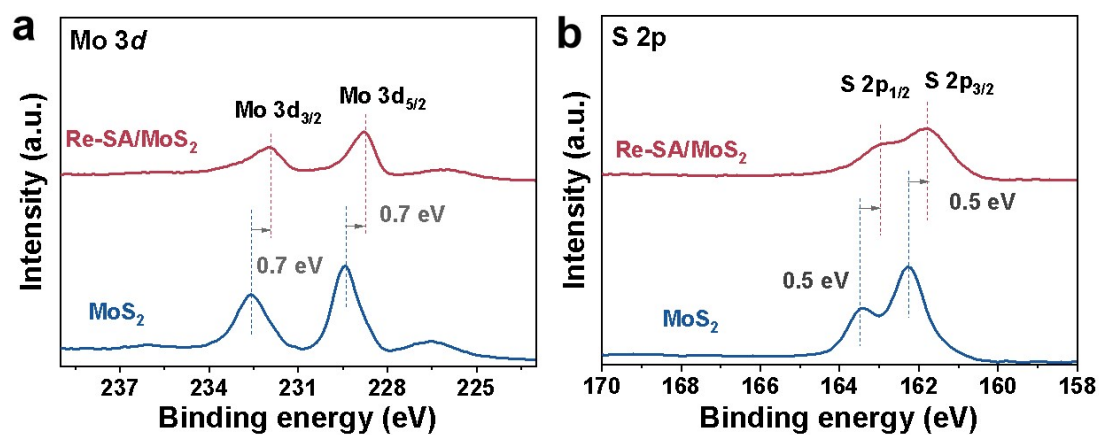 a
Mo 3d
Mo 3d3/2
Mo 3d5/2
Re-SA/MoS2
0.7 eV
0.7 eV
MoS2
Intensity (a.u.)
237 234 231 228 225
Binding energy (eV)
b
S 2p
S 2p1/2
S 2p3/2
Re-SA/MoS2
0.5 eV
0.5 eV
MoS2
Intensity (a.u.)
170 168 166 164 162 160 158
Binding energy (eV)